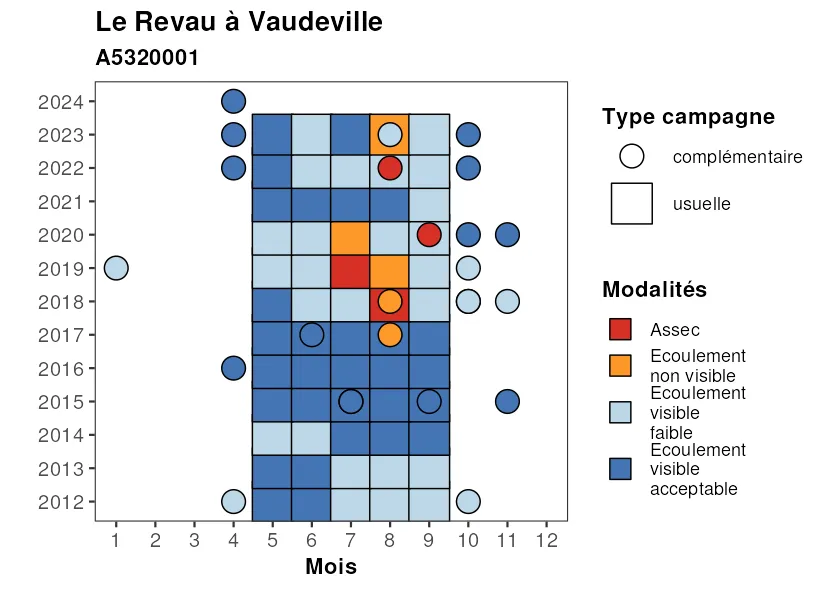 Le Revau à Vaudeville
A5320001
2024
2023
2022
2021
2020
2019
2018
2017
2016
2015
2014
2013
2012
1 2 3 4 5 6 7 8 9 10 11 12
Mois
Type campagne
complémentaire
usuelle
Modalités
Assec
Ecoulement
non visible
Ecoulement
visible
faible
Ecoulement
visible
acceptable